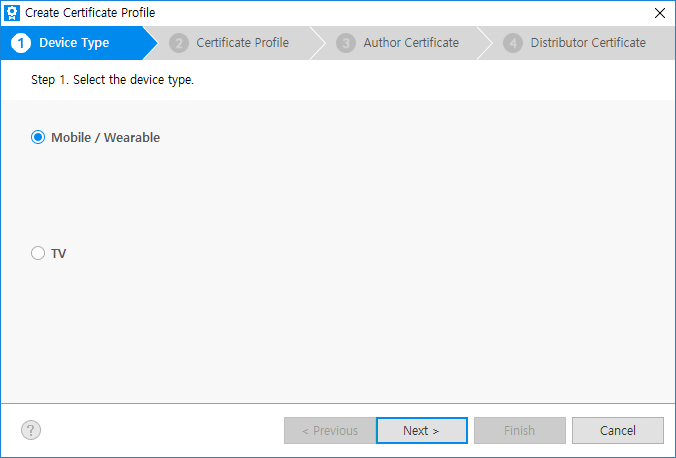 Create Certificate Profile
1 Device Type 2 Certificate Profile 3 Author Certificate 4 Distributor Certificate
Step 1. Select the device type.
Mobile / Wearable
TV
? < Previous Next > Finish Cancel